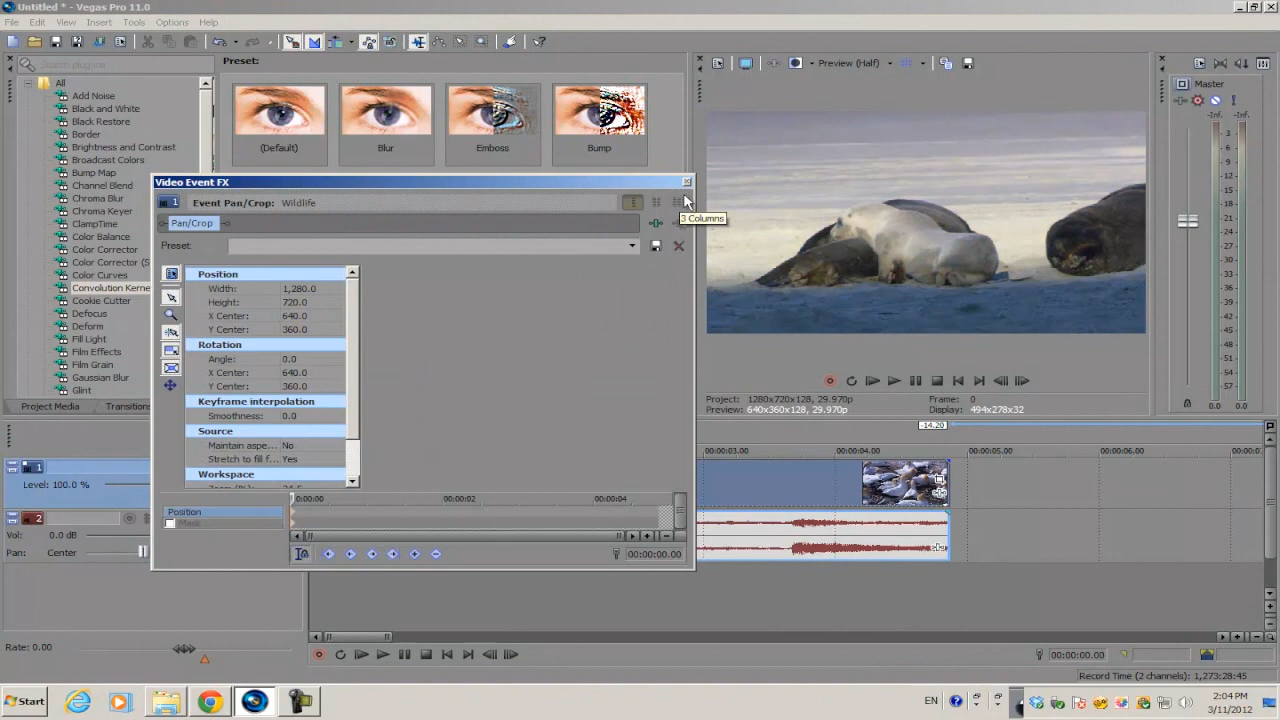 Untitled * - Vegas Pro 11.0
File Edit View Insert Tools Options Help
Search plug-ins
All
Add Noise
Black and White
Black Restore
Border
Brightness and Contrast
Broadcast Colors
Bump Map
Channel Blend
Chroma Blur
Chroma Keyer
ClampTime
Color Balance
Color Corrector
Color Corrector (S
Color Curves
Convolution Kerne
Cookie Cutter
Defocus
Deform
Fill Light
Film Effects
Film Grain
Gaussian Blur
Glint
Project Media Transitions
Preset:
(Default) Blur Emboss Bump
Video Event FX
1 Event Pan/Crop: Wildlife
3 Columns
Pan/Crop
Preset:
Position
Width: 1,280.0
Height: 720.0
X Center: 640.0
Y Center: 360.0
Rotation
Angle: 0.0
X Center: 640.0
Y Center: 360.0
Keyframe interpolation
Smoothness: 0.0
Source
Maintain aspe... No
Stretch to fill f... Yes
Workspace
0:00:00 00:00:02 00:00:04
Position
Mask
00:00:00.00
Preview (Half)
Project: 1280x720x128, 29.970p Frame: 0
Preview: 640x360x128, 29.970p Display: 494x278x32
Master
-Inf. -Inf.
3
6
9
12
15
18
21
24
27
30
33
36
39
42
45
48
51
54
57
0.0 0.0
-14.20
00:00:03.00 00:00:04.00 00:00:05.00 00:00:06.00 00:00:0
1
Level: 100.0 %
2
Vol: 0.0 dB
Pan: Center
Rate: 0.00
00:00:00.00
Record Time (2 channels): 1,273:28:45
Start
EN
2:04 PM
3/11/2012